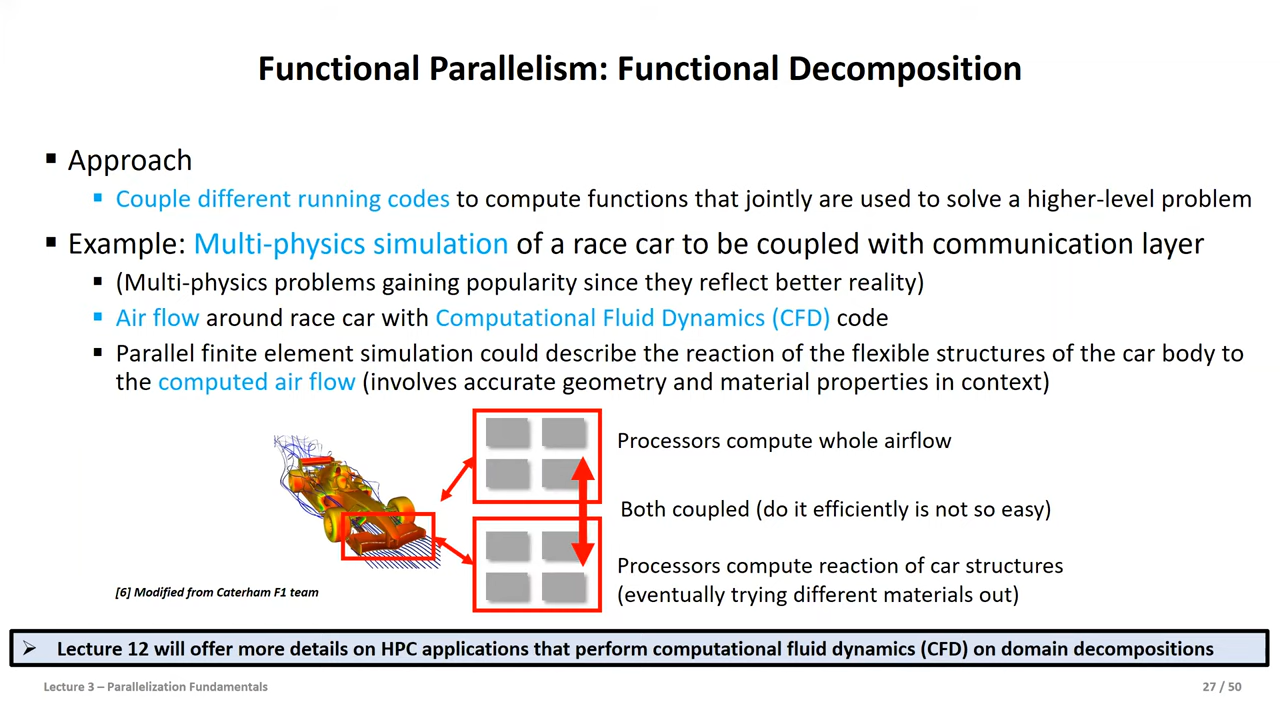 Functional Parallelism: Functional Decomposition
▪ Approach
▪ Couple different running codes to compute functions that jointly are used to solve a higher-level problem
▪ Example: Multi-physics simulation of a race car to be coupled with communication layer
▪ (Multi-physics problems gaining popularity since they reflect better reality)
▪ Air flow around race car with Computational Fluid Dynamics (CFD) code
▪ Parallel finite element simulation could describe the reaction of the flexible structures of the car body to
the computed air flow (involves accurate geometry and material properties in context)
Processors compute whole airflow
Both coupled (do it efficiently is not so easy)
Processors compute reaction of car structures
(eventually trying different materials out)
[6] Modified from Caterham F1 team
➢ Lecture 12 will offer more details on HPC applications that perform computational fluid dynamics (CFD) on domain decompositions
Lecture 3 – Parallelization Fundamentals
27 / 50